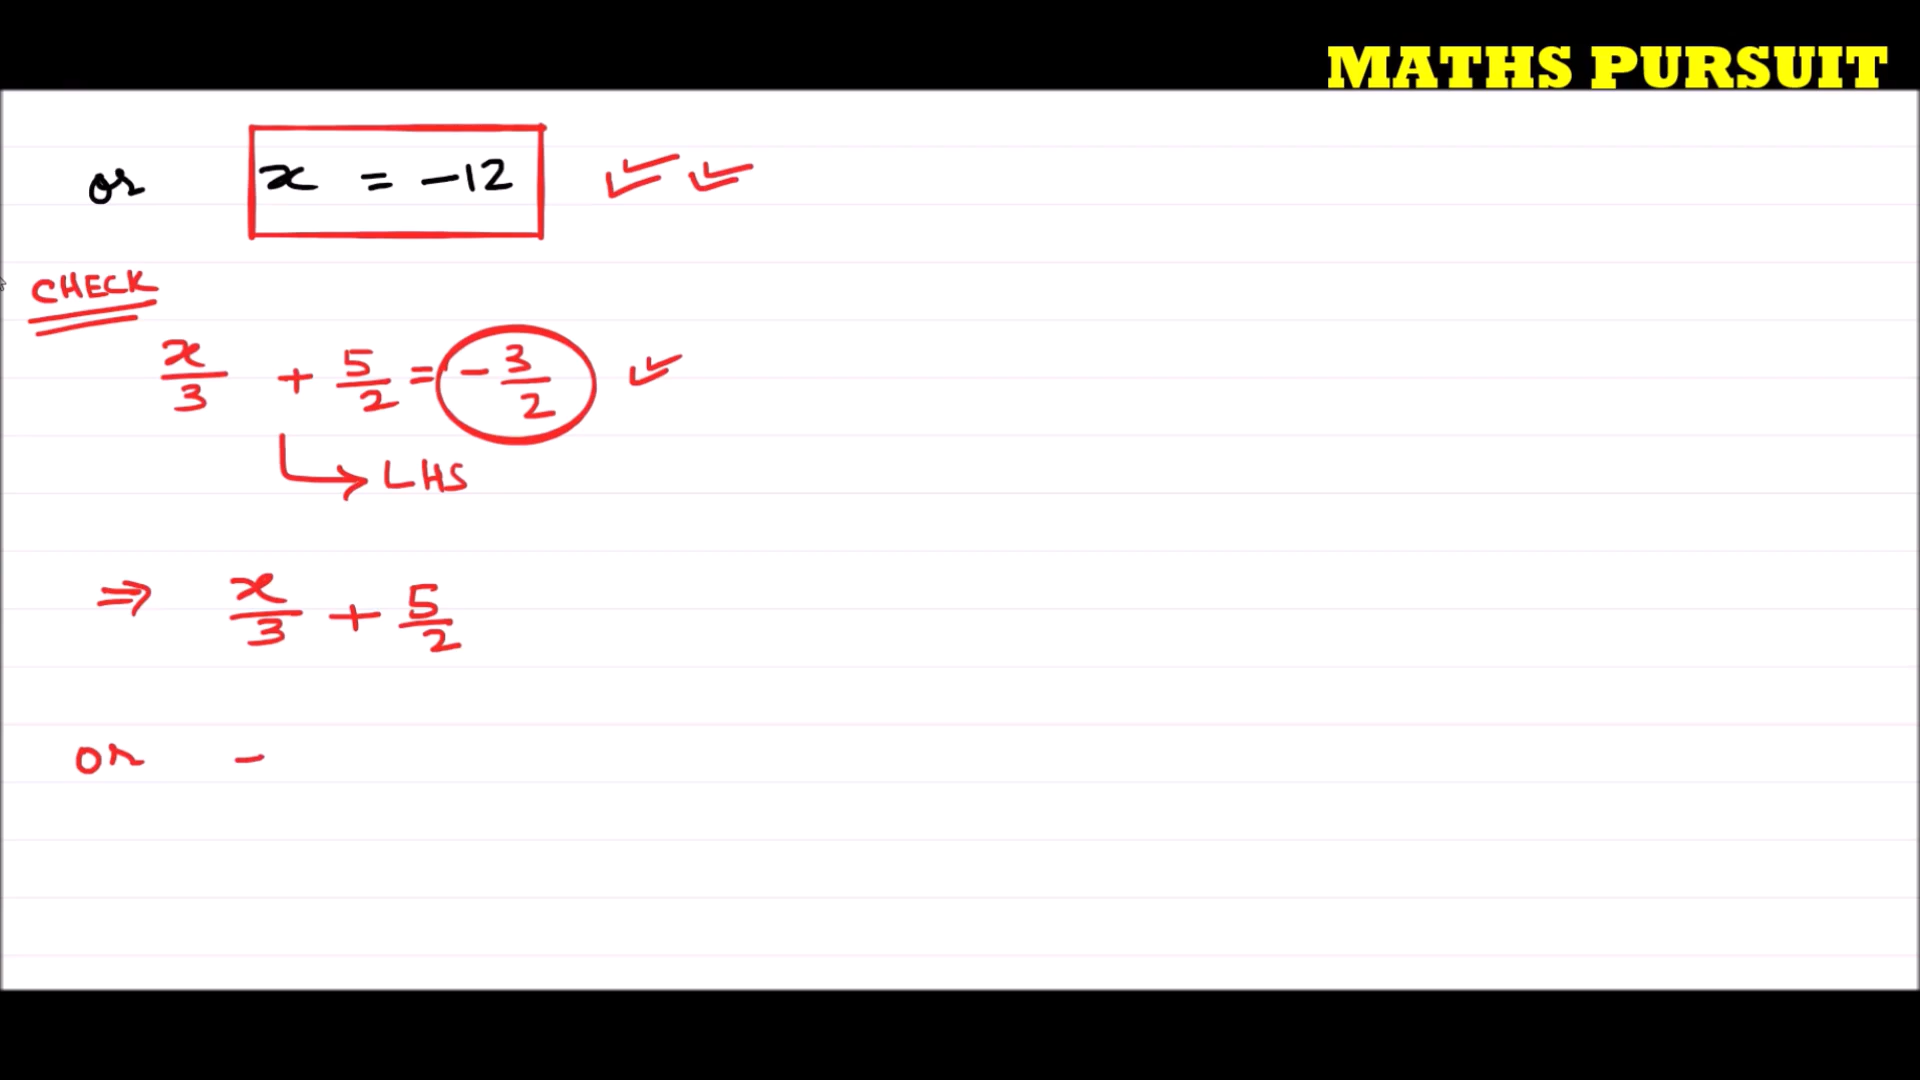 MATHS PURSUIT
or x = -12
CHECK
x/3 + 5/2 = -3/2
LHS
⇒ x/3 + 5/2
or -